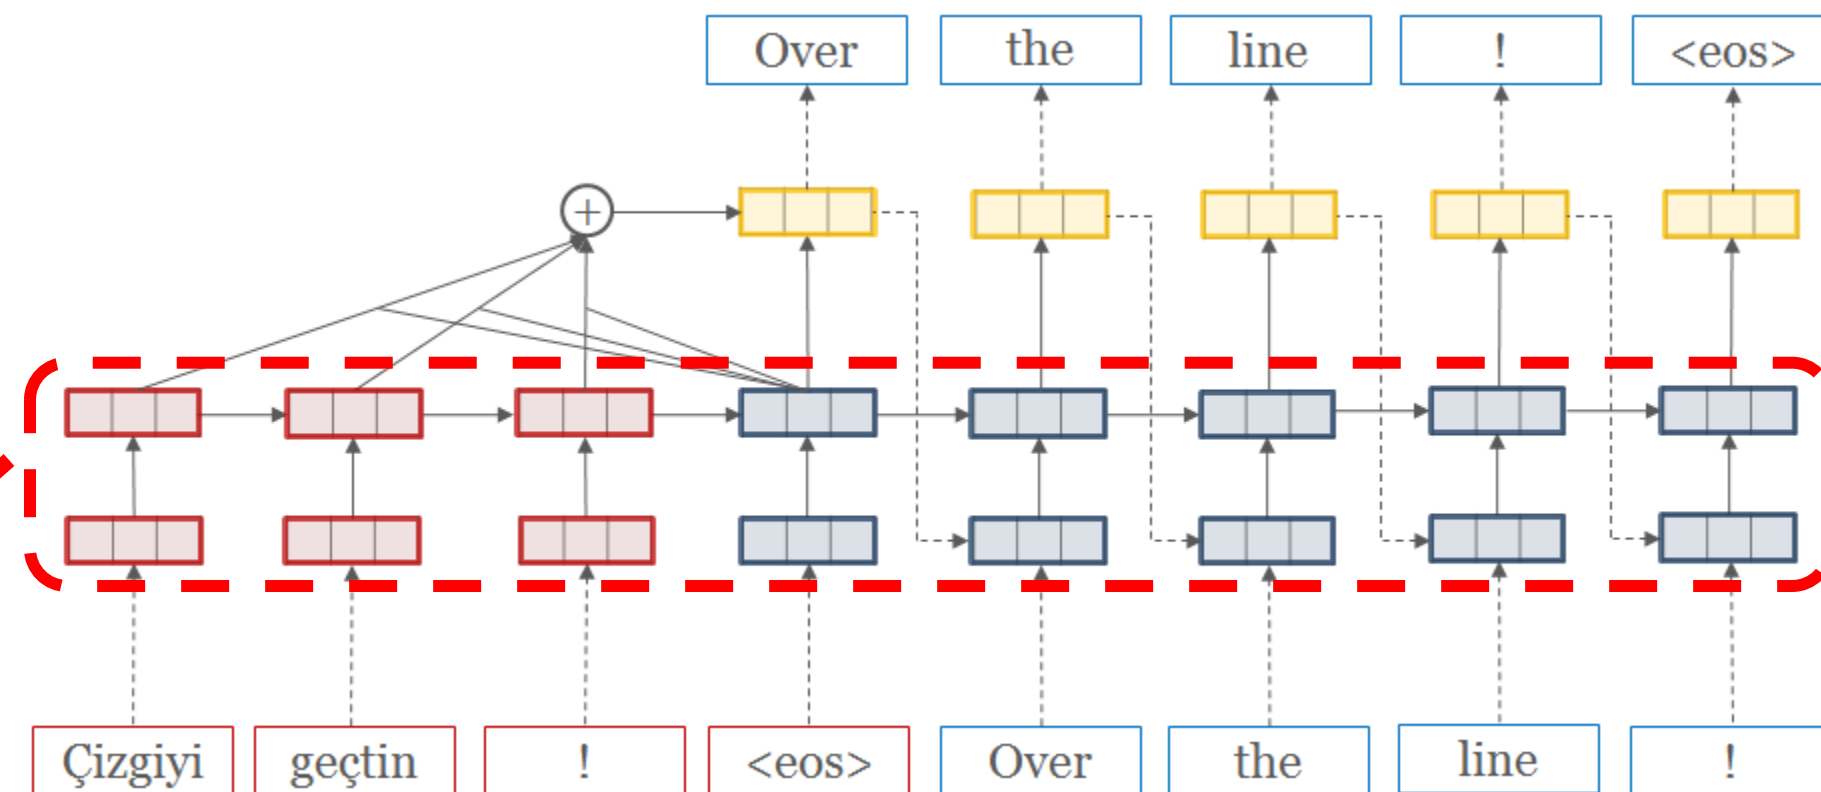 Over the line ! <eos>
+
Çizgiyi geçtin ! <eos> Over the line !